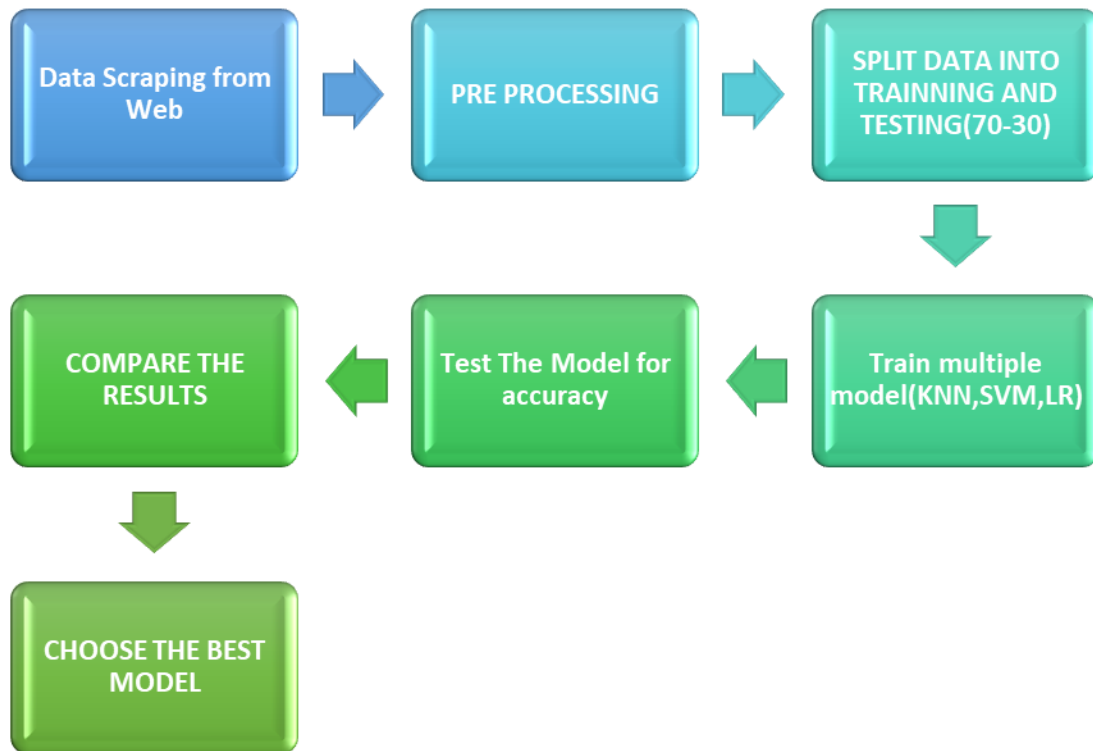 Data Scraping from
Web
PRE PROCESSING
SPLIT DATA INTO
TRAINNING AND
TESTING(70-30)
Train multiple
model(KNN,SVM,LR)
Test The Model for
accuracy
COMPARE THE
RESULTS
CHOOSE THE BEST
MODEL